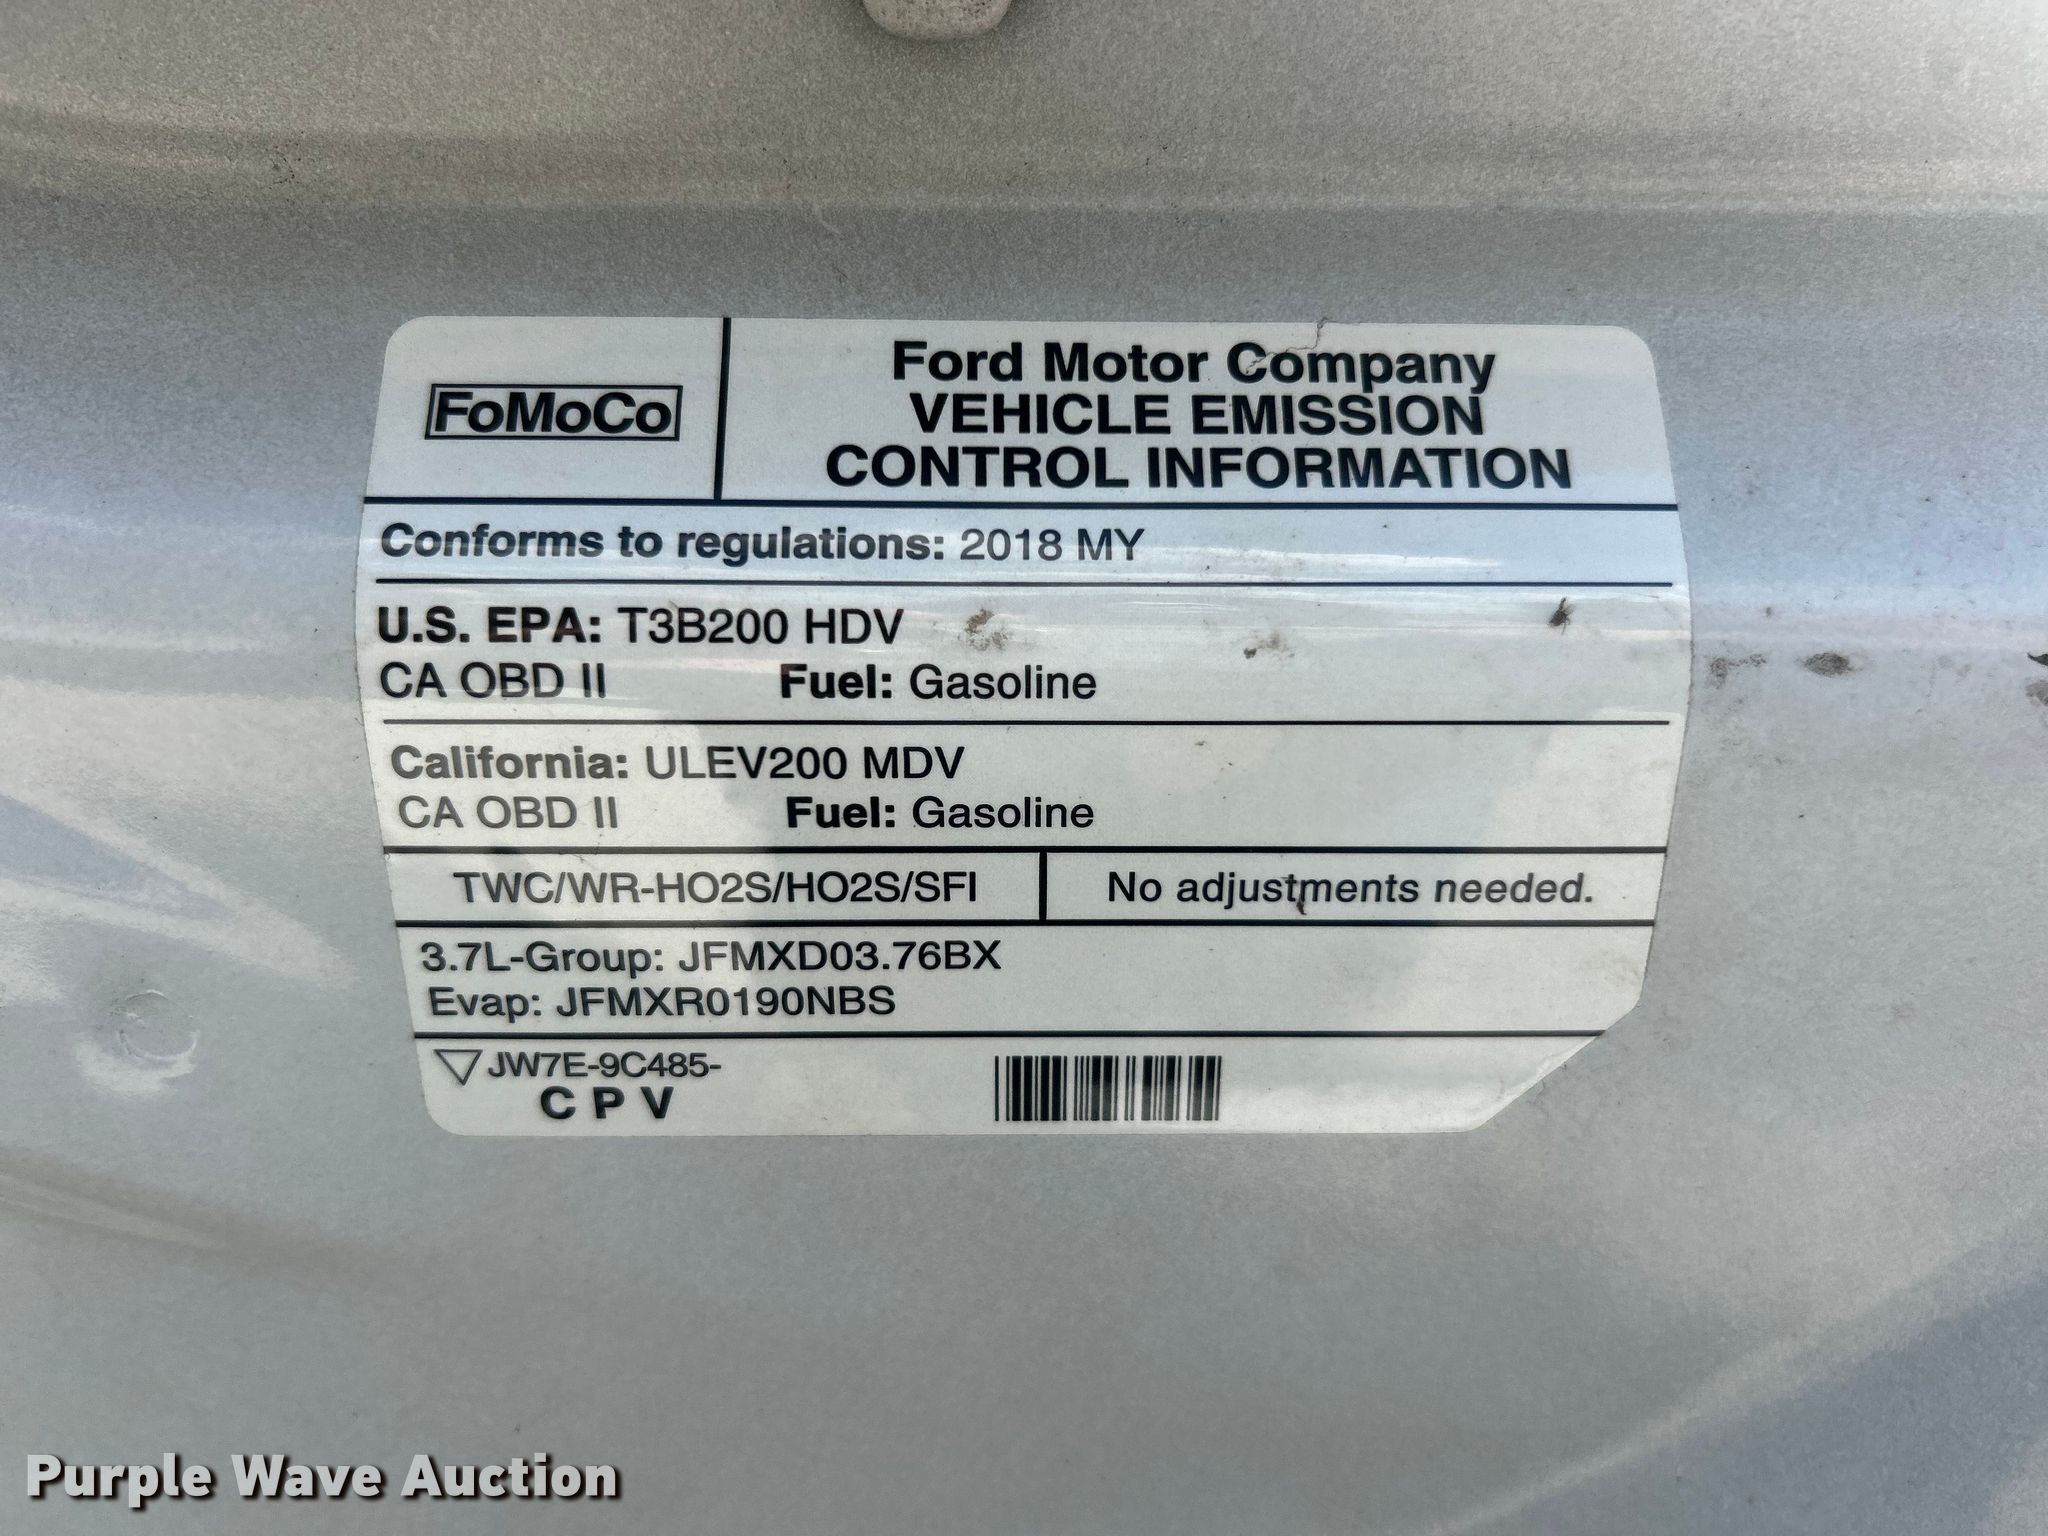 FoMoCo
Ford Motor Company
VEHICLE EMISSION
CONTROL INFORMATION
Conforms to regulations: 2018 MY
U.S. EPA: T3B200 HDV
CA OBD II Fuel: Gasoline
California: ULEV200 MDV
CA OBD II Fuel: Gasoline
TWC/WR-HO2S/HO2S/SFI
No adjustments needed.
3.7L-Group: JFMXD03.76BX
Evap: JFMXR0190NBS
JW7E-9C485-
C P V
Purple Wave Auction